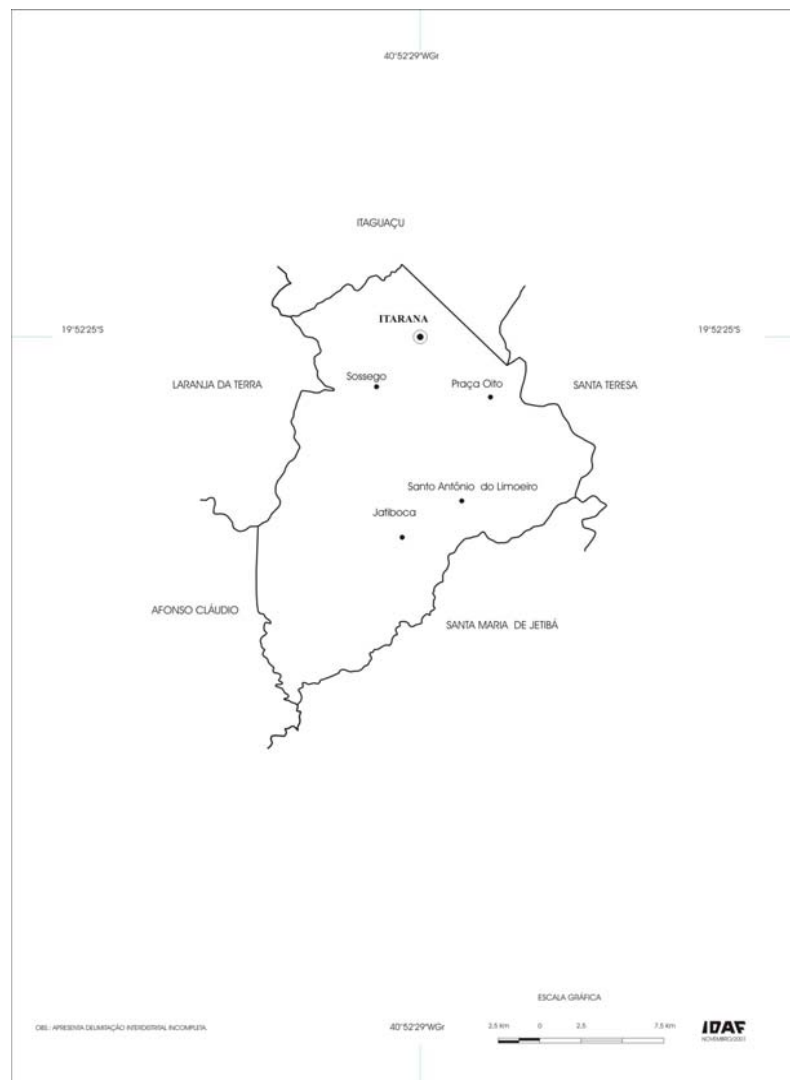 40°52'29"WGr
ITAGUAÇU
ITARANA
19°52'25"S
19°52'25"S
Sossego
LARANJA DA TERRA
Praça Oito
SANTA TERESA
Santo Antônio do Limoeiro
Jatiboca
AFONSO CLÁUDIO
SANTA MARIA DE JETIBÁ
ESCALA GRÁFICA
OBS.: APRESENTA DELIMITAÇÃO INTERDISTRITAL INCOMPLETA.
40°52'29"WGr
2,5 km 0 2,5 7,5 km
IDAF
NOVEMBRO/2001